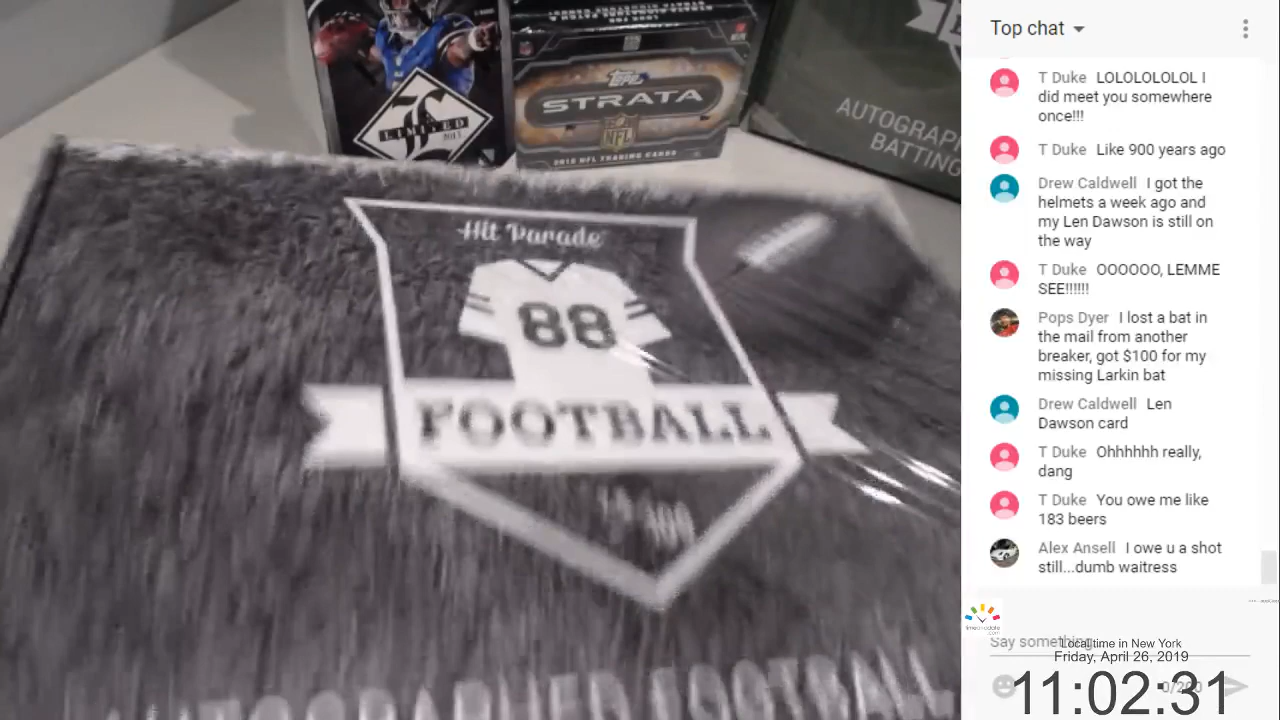 LIMITED
Topps
STRATA
NFL
2013 NFL TRADING CARDS
AUTOGRAPH
BATTING
Hit Parade
88
FOOTBALL
AUTOGRAPHED FOOTBALL
Top chat
T Duke LOLOLOLOLOL I
did meet you somewhere
once!!!
T Duke Like 900 years ago
Drew Caldwell I got the
helmets a week ago and
my Len Dawson is still on
the way
T Duke OOOOOO, LEMME
SEE!!!!!!
Pops Dyer I lost a bat in
the mail from another
breaker, got $100 for my
missing Larkin bat
Drew Caldwell Len
Dawson card
T Duke Ohhhhhh really,
dang
T Duke You owe me like
183 beers
Alex Ansell I owe u a shot
still...dumb waitress
Say something...
Local time in New York
Friday, April 26, 2019
11:02:31